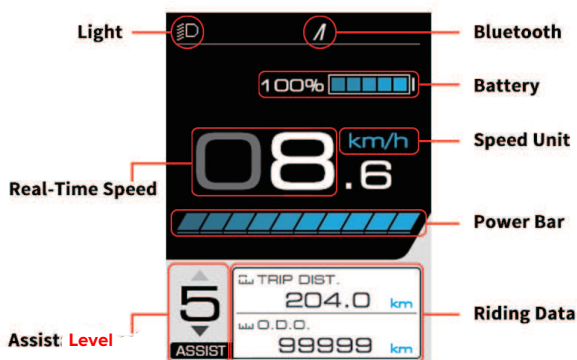 Light
Bluetooth
100%
Battery
km/h
Speed Unit
08.6
Real-Time Speed
Power Bar
TRIP DIST.
204.0 km
5
Riding Data
O.D.O.
99999 km
Assist Level
ASSIST